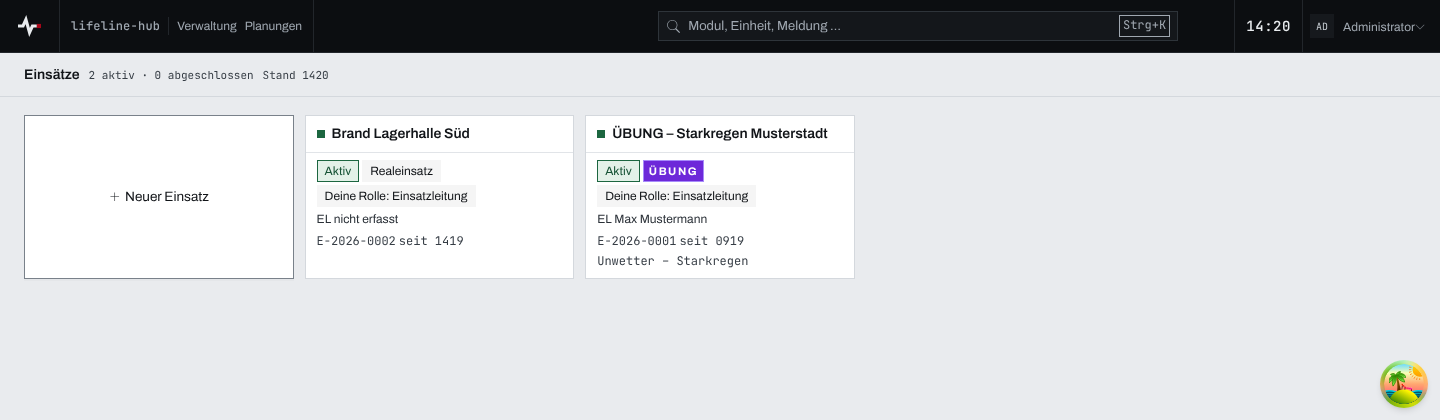 lifeline-hub Verwaltung Planungen Modul, Einheit, Meldung ... Strg+K 14:20 AD Administrator
Einsätze 2 aktiv · 0 abgeschlossen Stand 1420
+ Neuer Einsatz
Brand Lagerhalle Süd
Aktiv Realeinsatz
Deine Rolle: Einsatzleitung
EL nicht erfasst
E-2026-0002 seit 1419
ÜBUNG – Starkregen Musterstadt
Aktiv ÜBUNG
Deine Rolle: Einsatzleitung
EL Max Mustermann
E-2026-0001 seit 0919
Unwetter – Starkregen